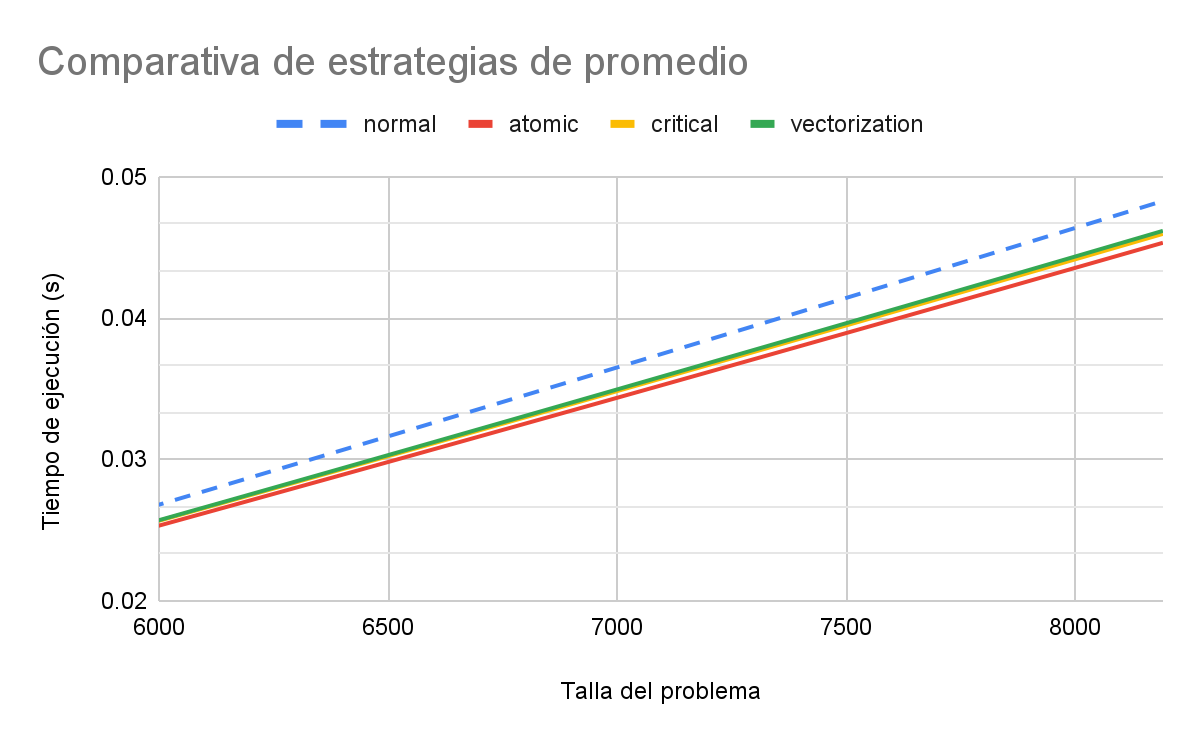 Comparativa de estrategias de promedio
normal atomic critical vectorization
0.05
0.04
0.03
0.02
Tiempo de ejecución (s)
6000 6500 7000 7500 8000
Talla del problema